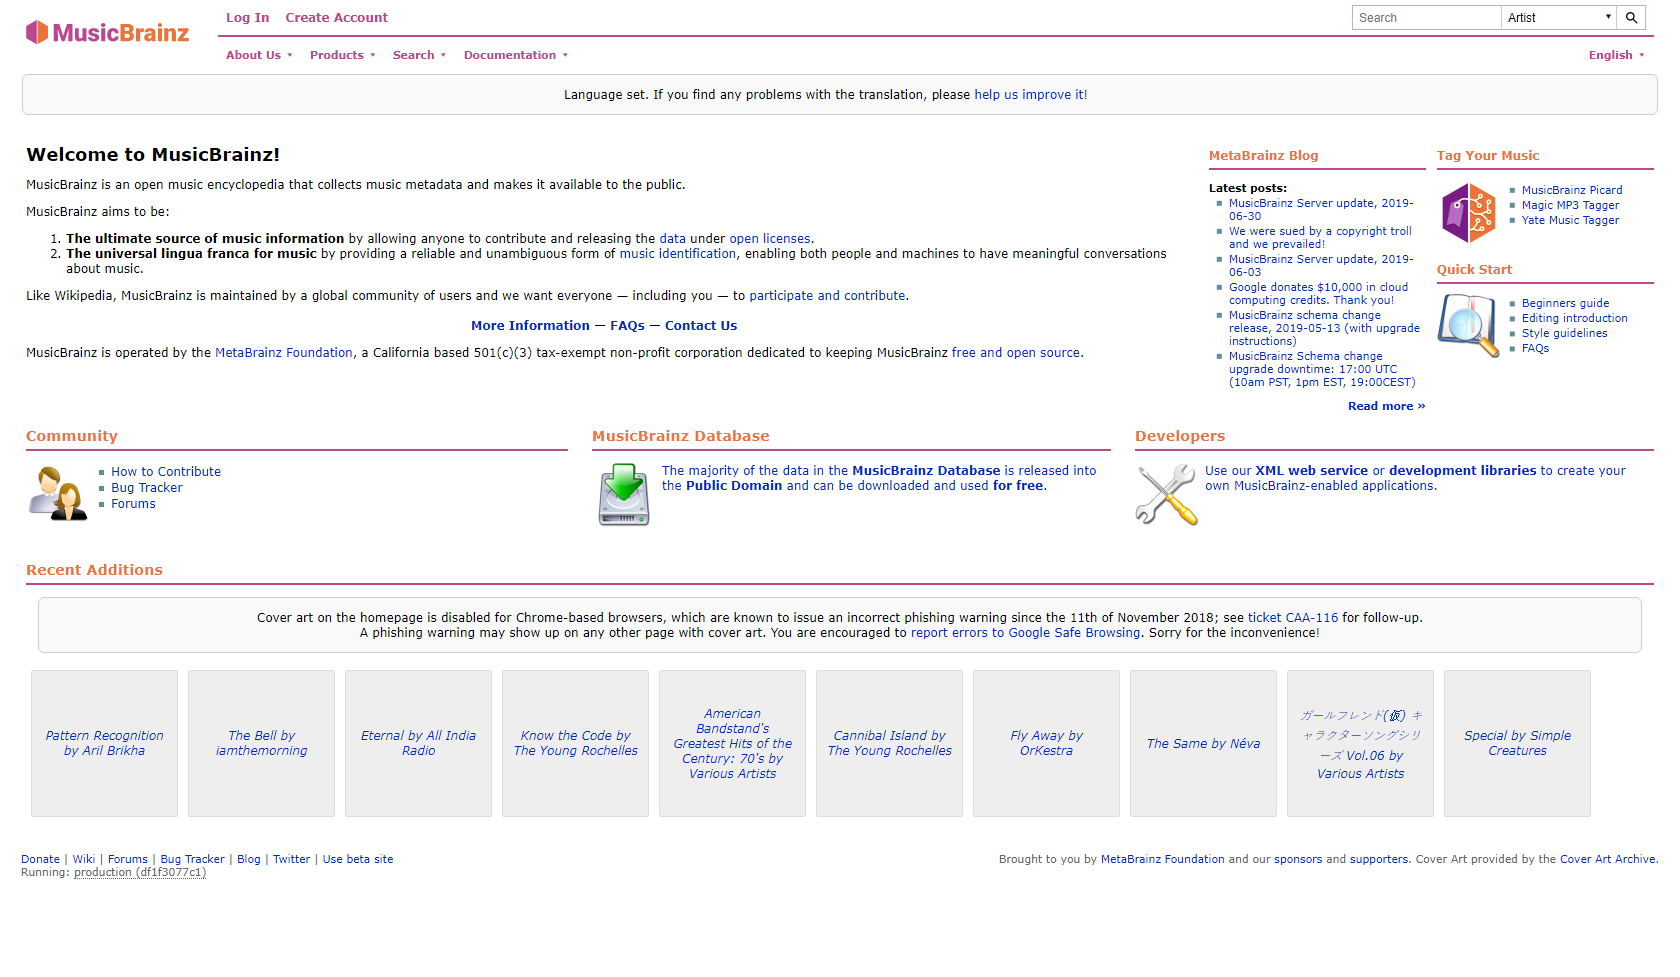 MusicBrainz
Log In Create Account
Search Artist
About Us Products Search Documentation
English
Language set. If you find any problems with the translation, please help us improve it!
Welcome to MusicBrainz!
MusicBrainz is an open music encyclopedia that collects music metadata and makes it available to the public.
MusicBrainz aims to be:
1. The ultimate source of music information by allowing anyone to contribute and releasing the data under open licenses.
2. The universal lingua franca for music by providing a reliable and unambiguous form of music identification, enabling both people and machines to have meaningful conversations
about music.
Like Wikipedia, MusicBrainz is maintained by a global community of users and we want everyone — including you — to participate and contribute.
More Information — FAQs — Contact Us
MusicBrainz is operated by the MetaBrainz Foundation, a California based 501(c)(3) tax-exempt non-profit corporation dedicated to keeping MusicBrainz free and open source.
MetaBrainz Blog
Latest posts:
MusicBrainz Server update, 2019-
06-30
We were sued by a copyright troll
and we prevailed!
MusicBrainz Server update, 2019-
06-03
Google donates $10,000 in cloud
computing credits. Thank you!
MusicBrainz schema change
release, 2019-05-13 (with upgrade
instructions)
MusicBrainz Schema change
upgrade downtime: 17:00 UTC
(10am PST, 1pm EST, 19:00CEST)
Read more »
Tag Your Music
MusicBrainz Picard
Magic MP3 Tagger
Yate Music Tagger
Quick Start
Beginners guide
Editing introduction
Style guidelines
FAQs
Community
How to Contribute
Bug Tracker
Forums
MusicBrainz Database
The majority of the data in the MusicBrainz Database is released into
the Public Domain and can be downloaded and used for free.
Developers
Use our XML web service or development libraries to create your
own MusicBrainz-enabled applications.
Recent Additions
Cover art on the homepage is disabled for Chrome-based browsers, which are known to issue an incorrect phishing warning since the 11th of November 2018; see ticket CAA-116 for follow-up.
A phishing warning may show up on any other page with cover art. You are encouraged to report errors to Google Safe Browsing. Sorry for the inconvenience!
Pattern Recognition
by Aril Brikha
The Bell by
iamthemorning
Eternal by All India
Radio
Know the Code by
The Young Rochelles
American
Bandstand's
Greatest Hits of the
Century: 70's by
Various Artists
Cannibal Island by
The Young Rochelles
Fly Away by
OrKestra
The Same by Néva
ガールフレンド(仮) キ
ャラクターソングシリ
ーズ Vol.06 by
Various Artists
Special by Simple
Creatures
Donate | Wiki | Forums | Bug Tracker | Blog | Twitter | Use beta site
Running: production (df1f3077c1)
Brought to you by MetaBrainz Foundation and our sponsors and supporters. Cover Art provided by the Cover Art Archive.